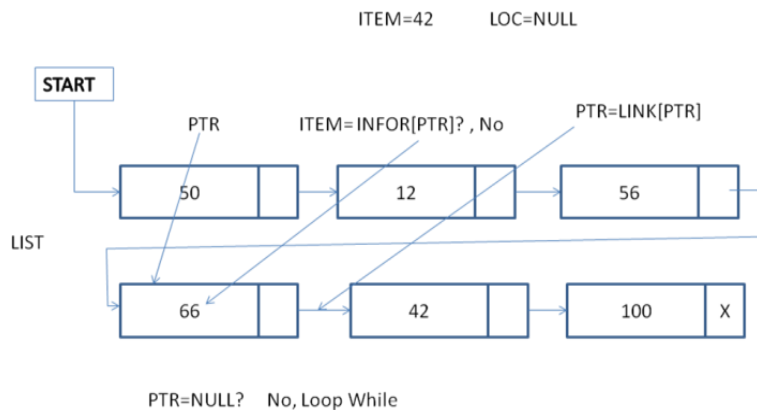 ITEM=42 LOC=NULL
START
PTR ITEM=INFOR[PTR]? , No PTR=LINK[PTR]
50 12 56
LIST
66 42 100 X
PTR=NULL? No, Loop While